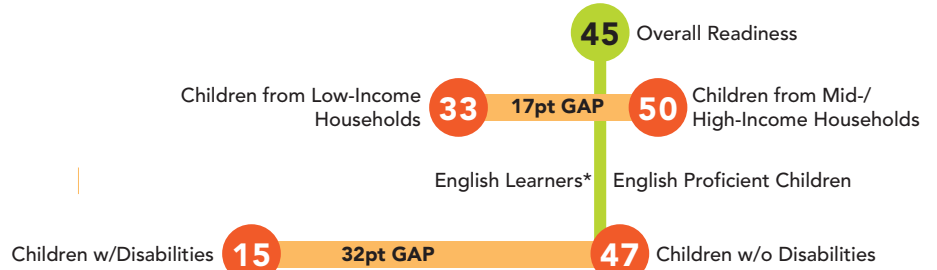 45 Overall Readiness
Children from Low-Income
Households
33 17pt GAP 50
Children from Mid-/
High-Income Households
English Learners* English Proficient Children
Children w/Disabilities 15 32pt GAP 47 Children w/o Disabilities